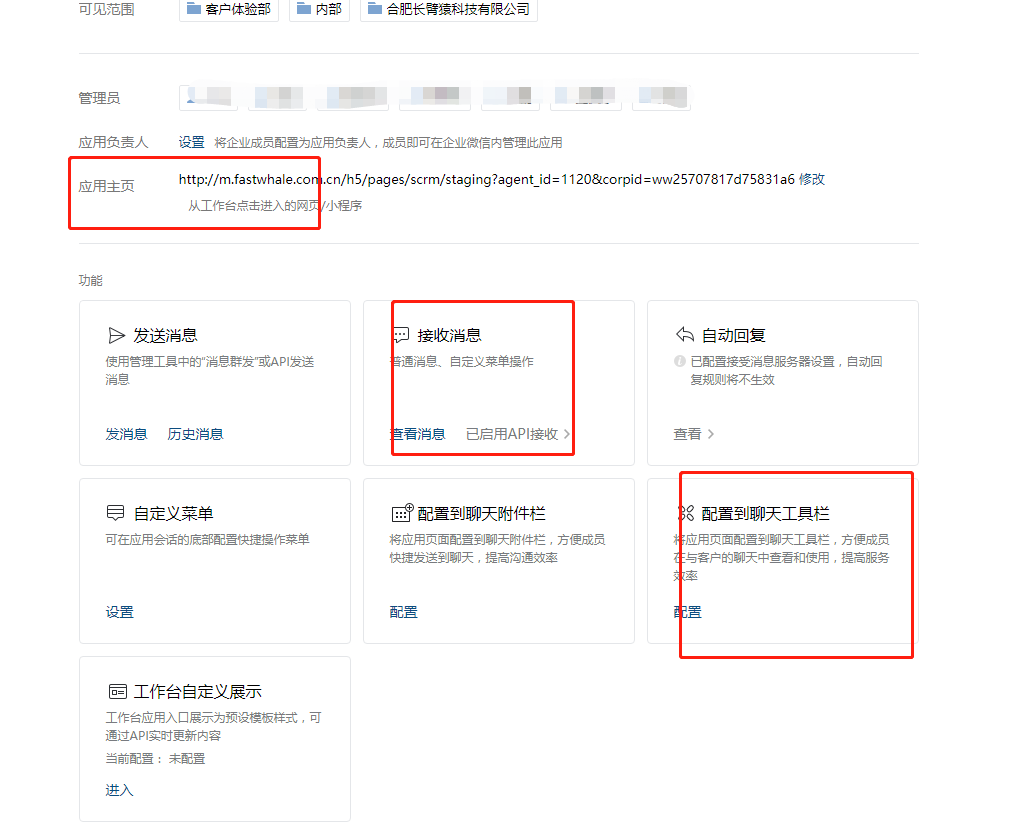 可见范围 客户体验部 内部 合肥长臂猿科技有限公司
管理员
应用负责人 设置 将企业成员配置为应用负责人，成员即可在企业微信内管理此应用
应用主页 http://m.fastwhale.com.cn/h5/pages/scrm/staging?agent_id=1120&corpid=ww25707817d75831a6 修改
从工作台点击进入的网页/小程序
功能
发送消息
使用管理工具中的“消息群发”或API发送
消息
发消息 历史消息
接收消息
普通消息、自定义菜单操作
查看消息 已启用API接收
自动回复
已配置接受消息服务器设置，自动回
复规则将不生效
查看
自定义菜单
可在应用会话的底部配置快捷操作菜单
设置
配置到聊天附件栏
将应用页面配置到聊天附件栏，方便成员
快捷发送到聊天，提高沟通效率
配置
配置到聊天工具栏
将应用页面配置到聊天工具栏，方便成员
在与客户的聊天中查看和使用，提高服务
效率
配置
工作台自定义展示
工作台应用入口展示为预设模板样式，可
通过API实时更新内容
当前配置： 未配置
进入